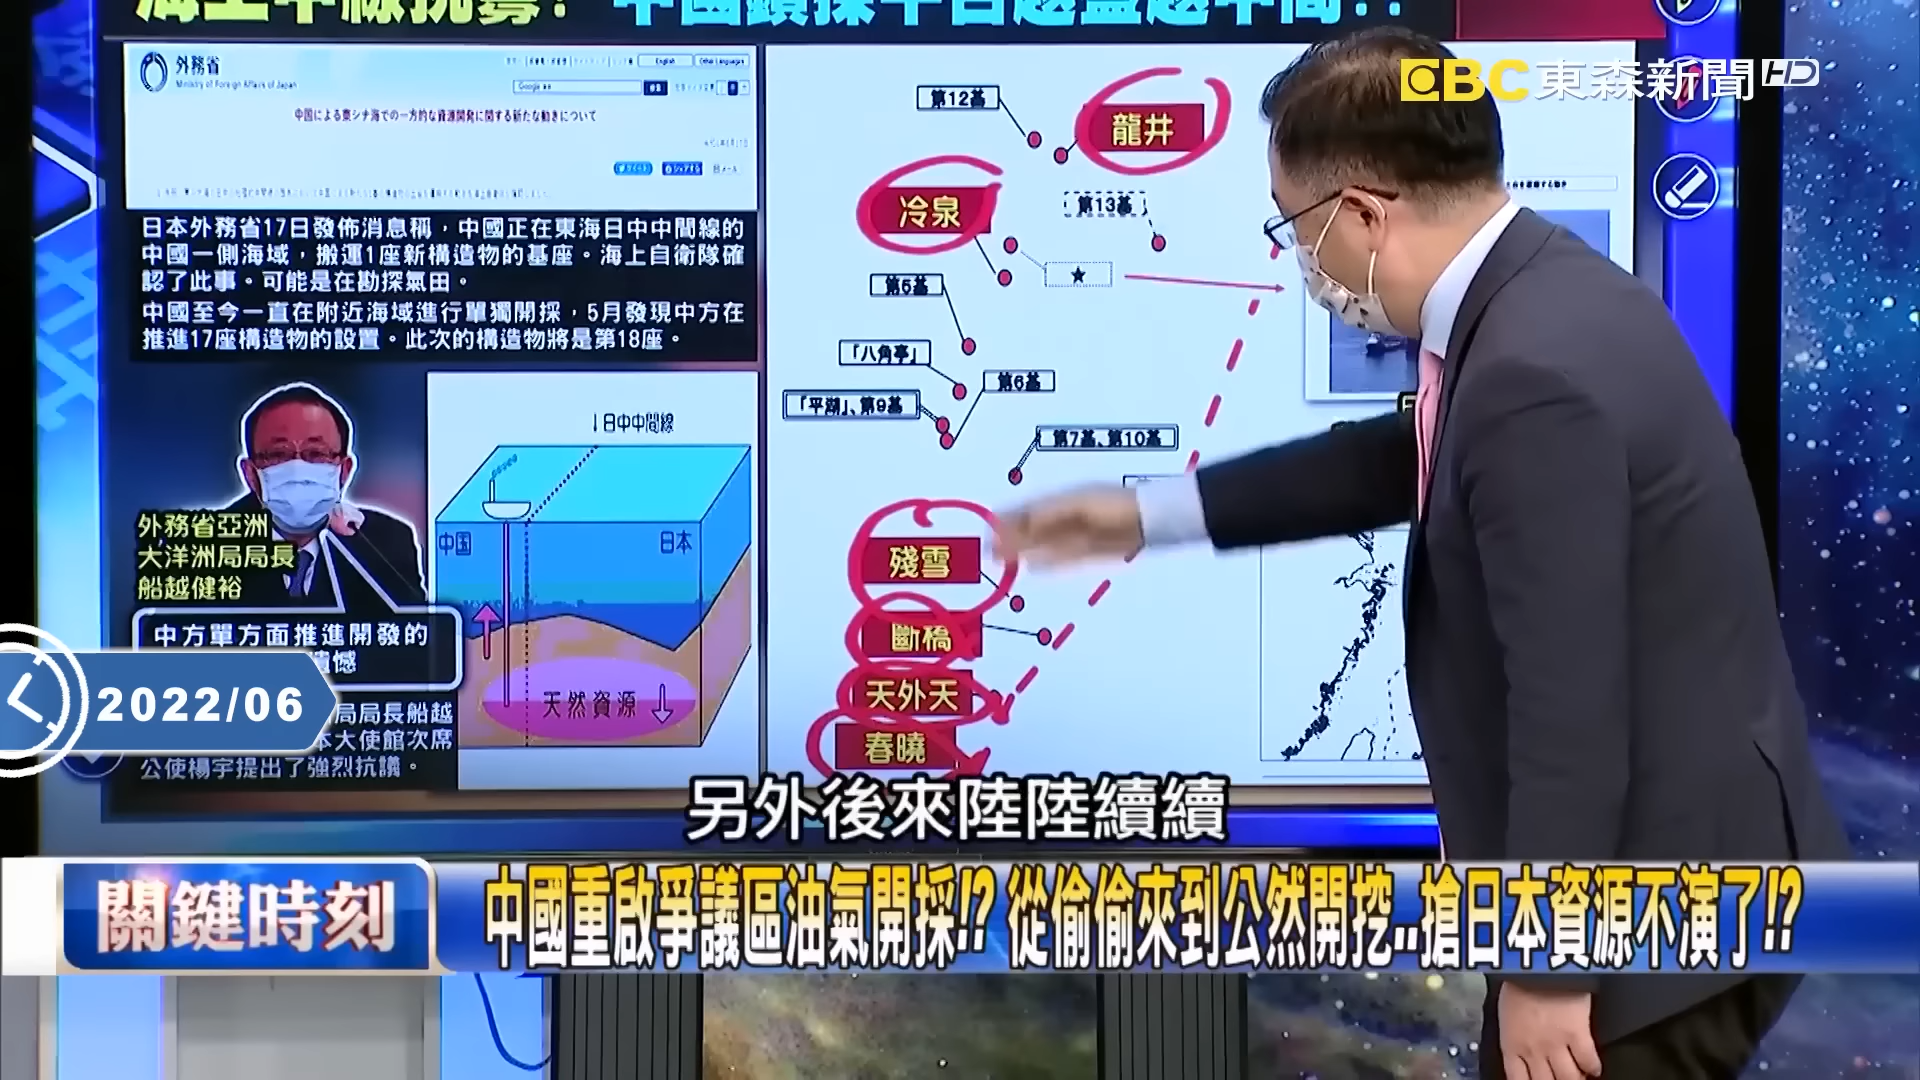 EBC 東森新聞 HD
外務省
Ministry of Foreign Affairs of Japan
English
Other Languages
中国による東シナ海での一方的な資源開発に関する新たな動きについて
日本外務省17日發佈消息稱，中國正在東海日中中間線的
中國一側海域，搬運1座新構造物的基座。海上自衛隊確
認了此事。可能是在勘探氣田。
中國至今一直在附近海域進行單獨開採，5月發現中方在
推進17座構造物的設置。此次的構造物將是第18座。
外務省亞洲
大洋洲局局長
船越健裕
中方單方面推進開發的
遺憾
局局長船越
本大使館次席
公使楊宇提出了強烈抗議。
↓日中中間線
中国
日本
天然資源
第12基
龍井
冷泉
第13基
★
第5基
「八角亭」
第6基
「平湖」、第9基
第7基、第10基
殘雪
斷橋
天外天
春曉
2022/06
另外後來陸陸續續
關鍵時刻
中國重啟爭議區油氣開採!? 從偷偷來到公然開挖..搶日本資源不演了!?